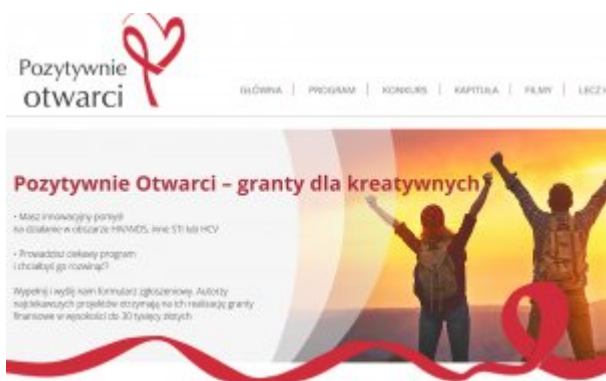 Pozytywnie
otwarci
GŁÓWNA | PROGRAM | KONKURS | KAPITUŁA | FILMY |
Pozytywnie Otwarci – granty dla kreatywnych
• Masz innowacyjny pomysł
na działanie w obszarze HIV/AIDS, inne STI lub HCV
• Prowadzisz ciekawy program
i chciałbyś go rozwinąć?
Wypełnij i wyślij nam formularz zgłoszeniowy. Autorzy
najciekawszych projektów otrzymają na ich realizację granty
finansowe w wysokości do 30 tysięcy złotych